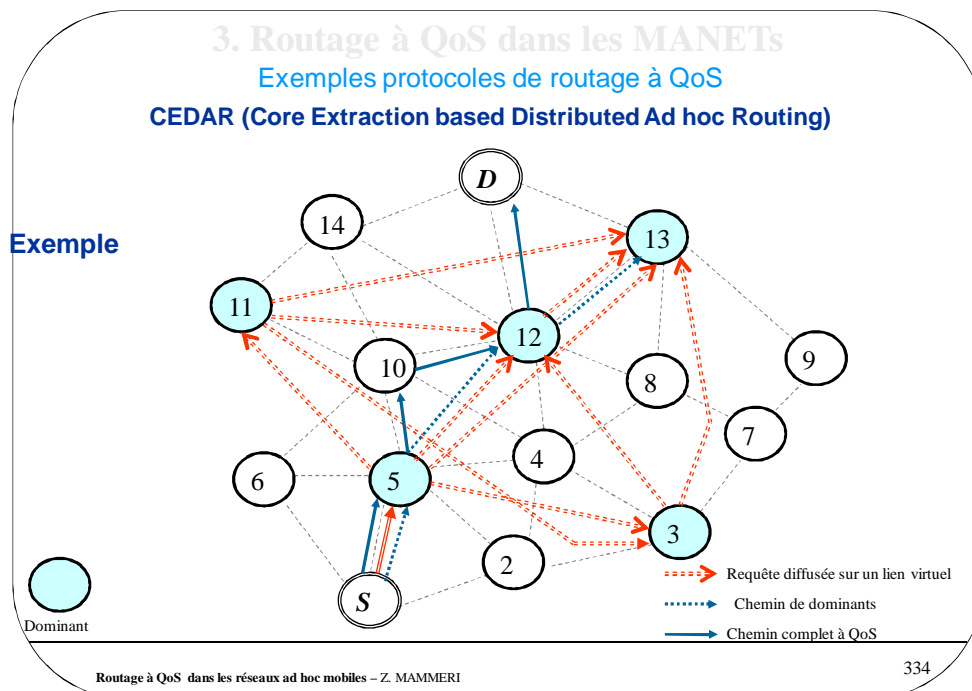 3. Routage à QoS dans les MANETs
Exemples protocoles de routage à QoS
CEDAR (Core Extraction based Distributed Ad hoc Routing)
D
14
13
Exemple
11
12
10
9
8
7
4
6
5
3
2
S
Requête diffusée sur un lien virtuel
Chemin de dominants
Dominant
Chemin complet à QoS
Routage à QoS dans les réseaux ad hoc mobiles – Z. MAMMERI
334